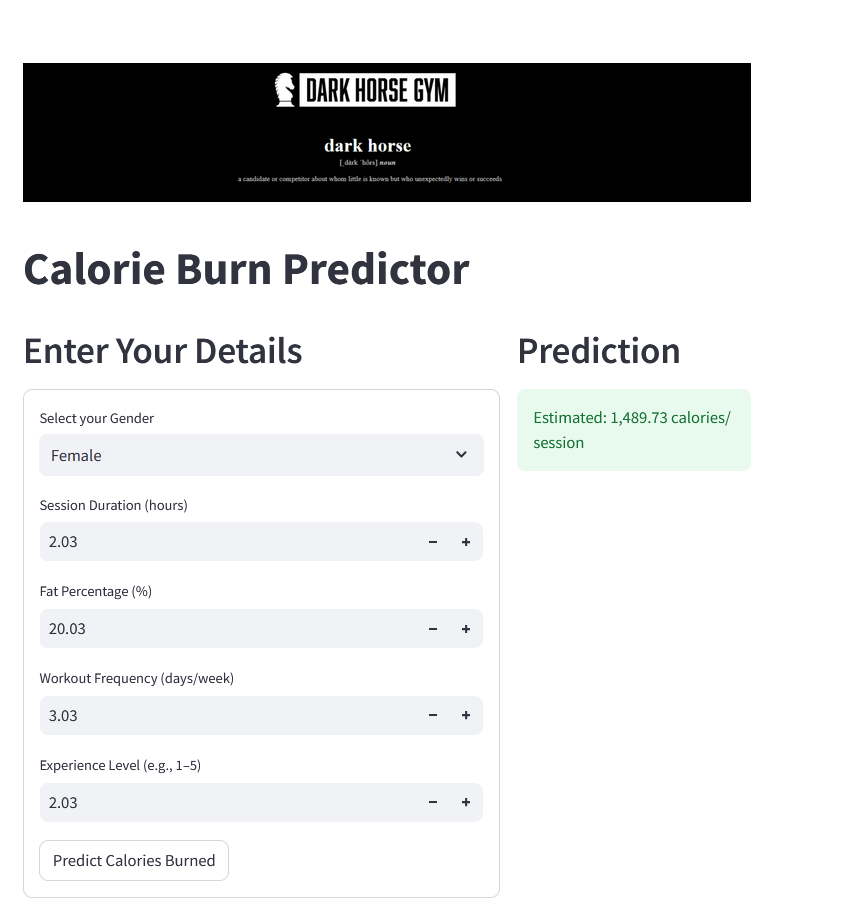 DARK HORSE GYM
dark horse
[ˌdärk ˈhôrs] noun
a candidate or competitor about whom little is known but who unexpectedly wins or succeeds
Calorie Burn Predictor
Enter Your Details
Select your Gender
Female
Session Duration (hours)
2.03
Fat Percentage (%)
20.03
Workout Frequency (days/week)
3.03
Experience Level (e.g., 1–5)
2.03
Predict Calories Burned
Prediction
Estimated: 1,489.73 calories/
session